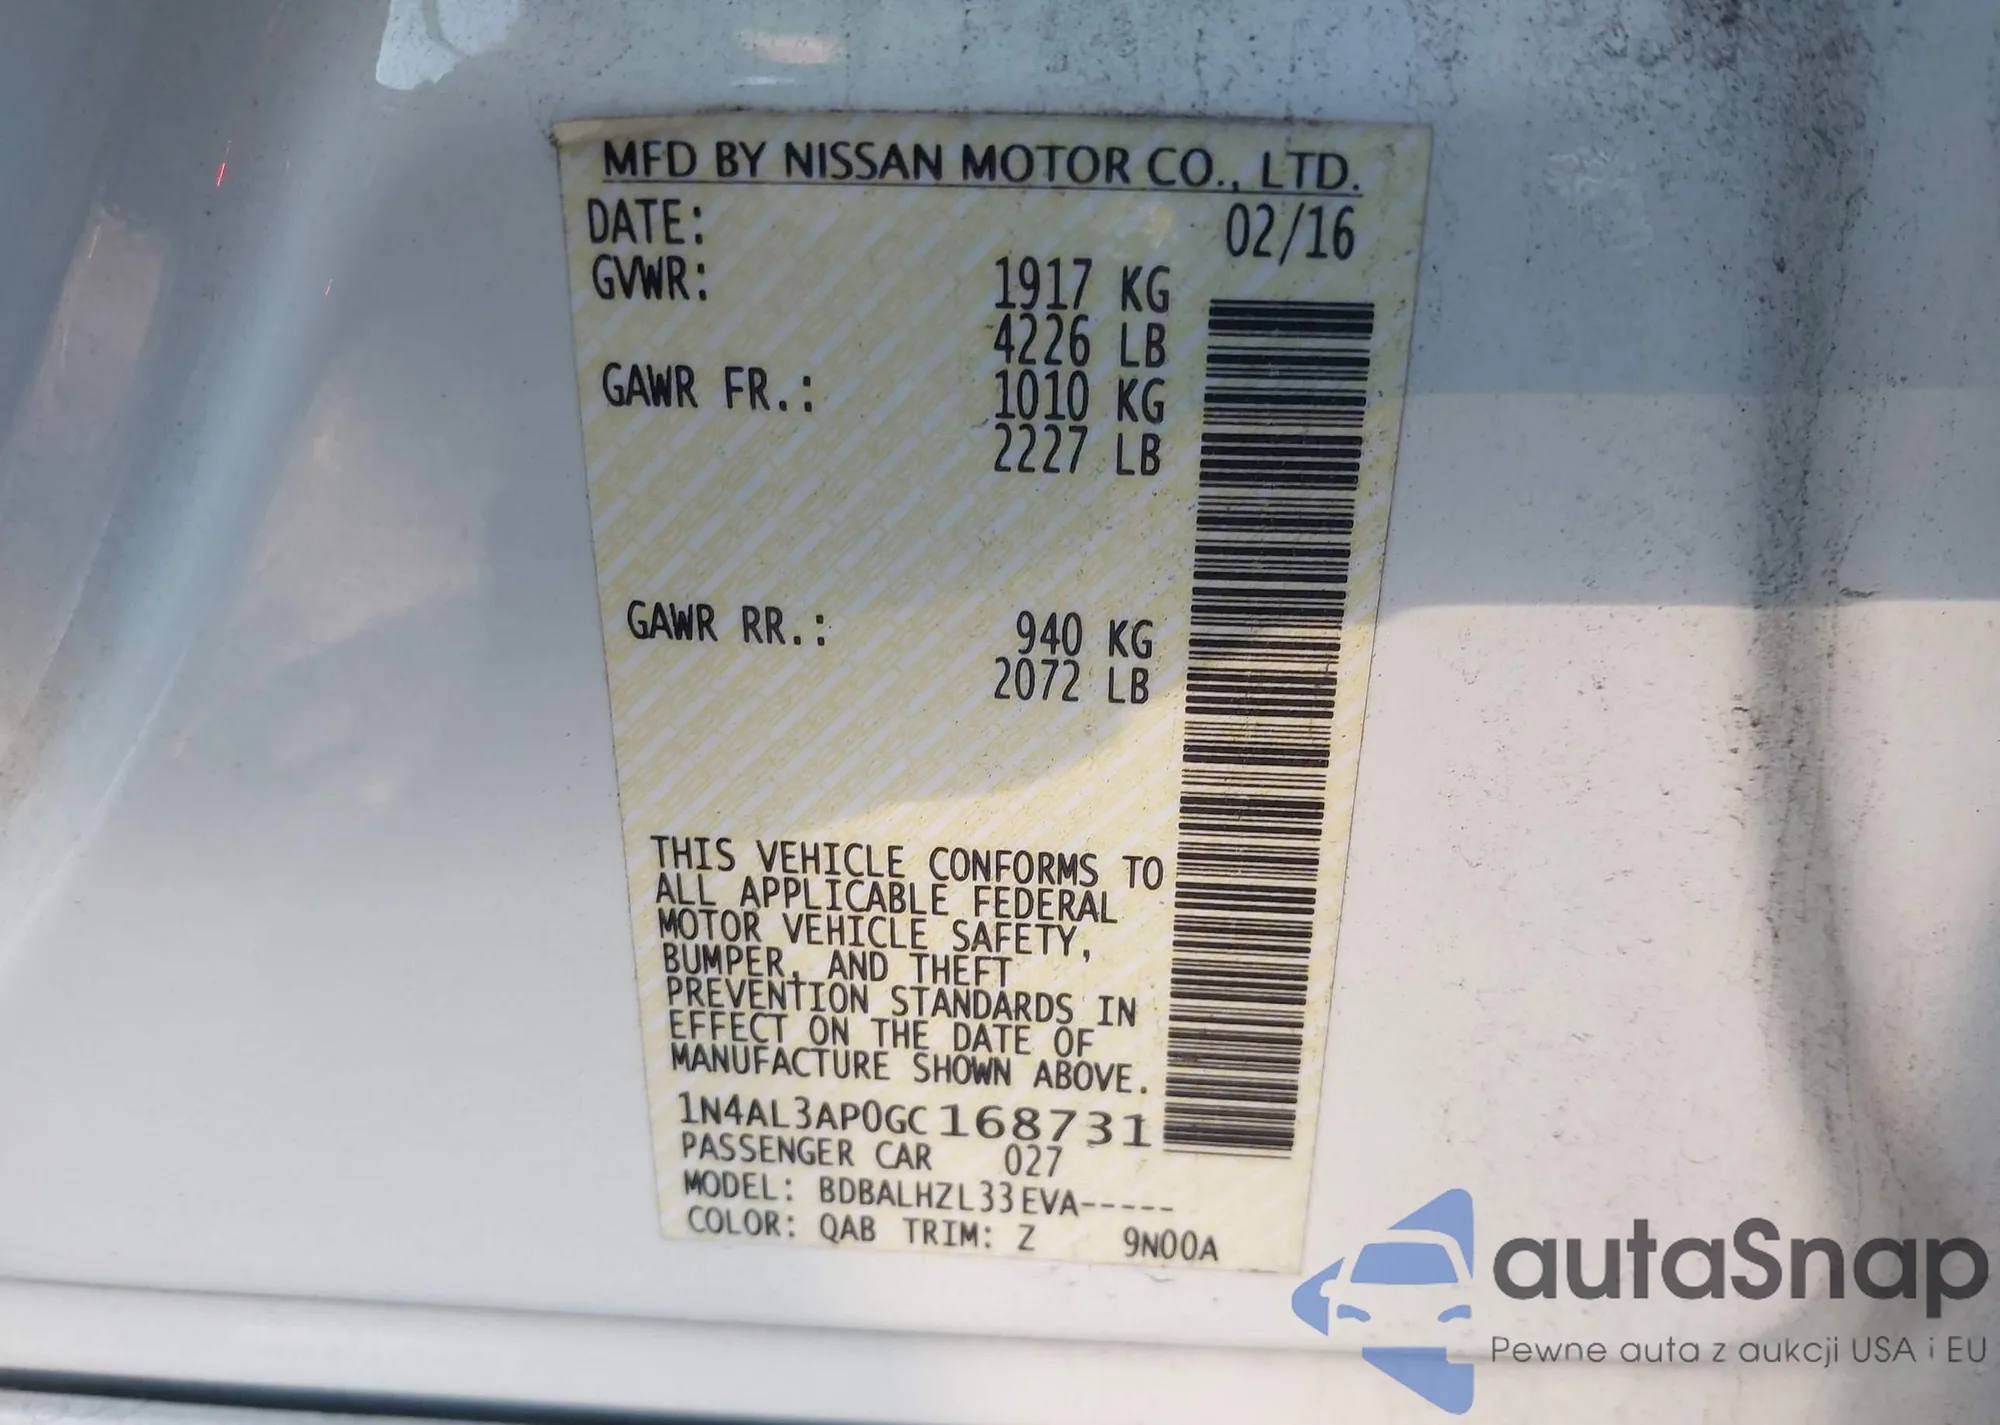 MFD BY NISSAN MOTOR CO., LTD.
DATE: 02/16
GVWR: 1917 KG
4226 LB
GAWR FR.: 1010 KG
2227 LB
GAWR RR.: 940 KG
2072 LB
THIS VEHICLE CONFORMS TO
ALL APPLICABLE FEDERAL
MOTOR VEHICLE SAFETY,
BUMPER, AND THEFT
PREVENTION STANDARDS IN
EFFECT ON THE DATE OF
MANUFACTURE SHOWN ABOVE.
1N4AL3AP0GC168731
PASSENGER CAR 027
MODEL: BDBALHZL33EVA-----
COLOR: QAB TRIM: Z 9N00A
autaSnap
Pewne auta z aukcji USA i EU